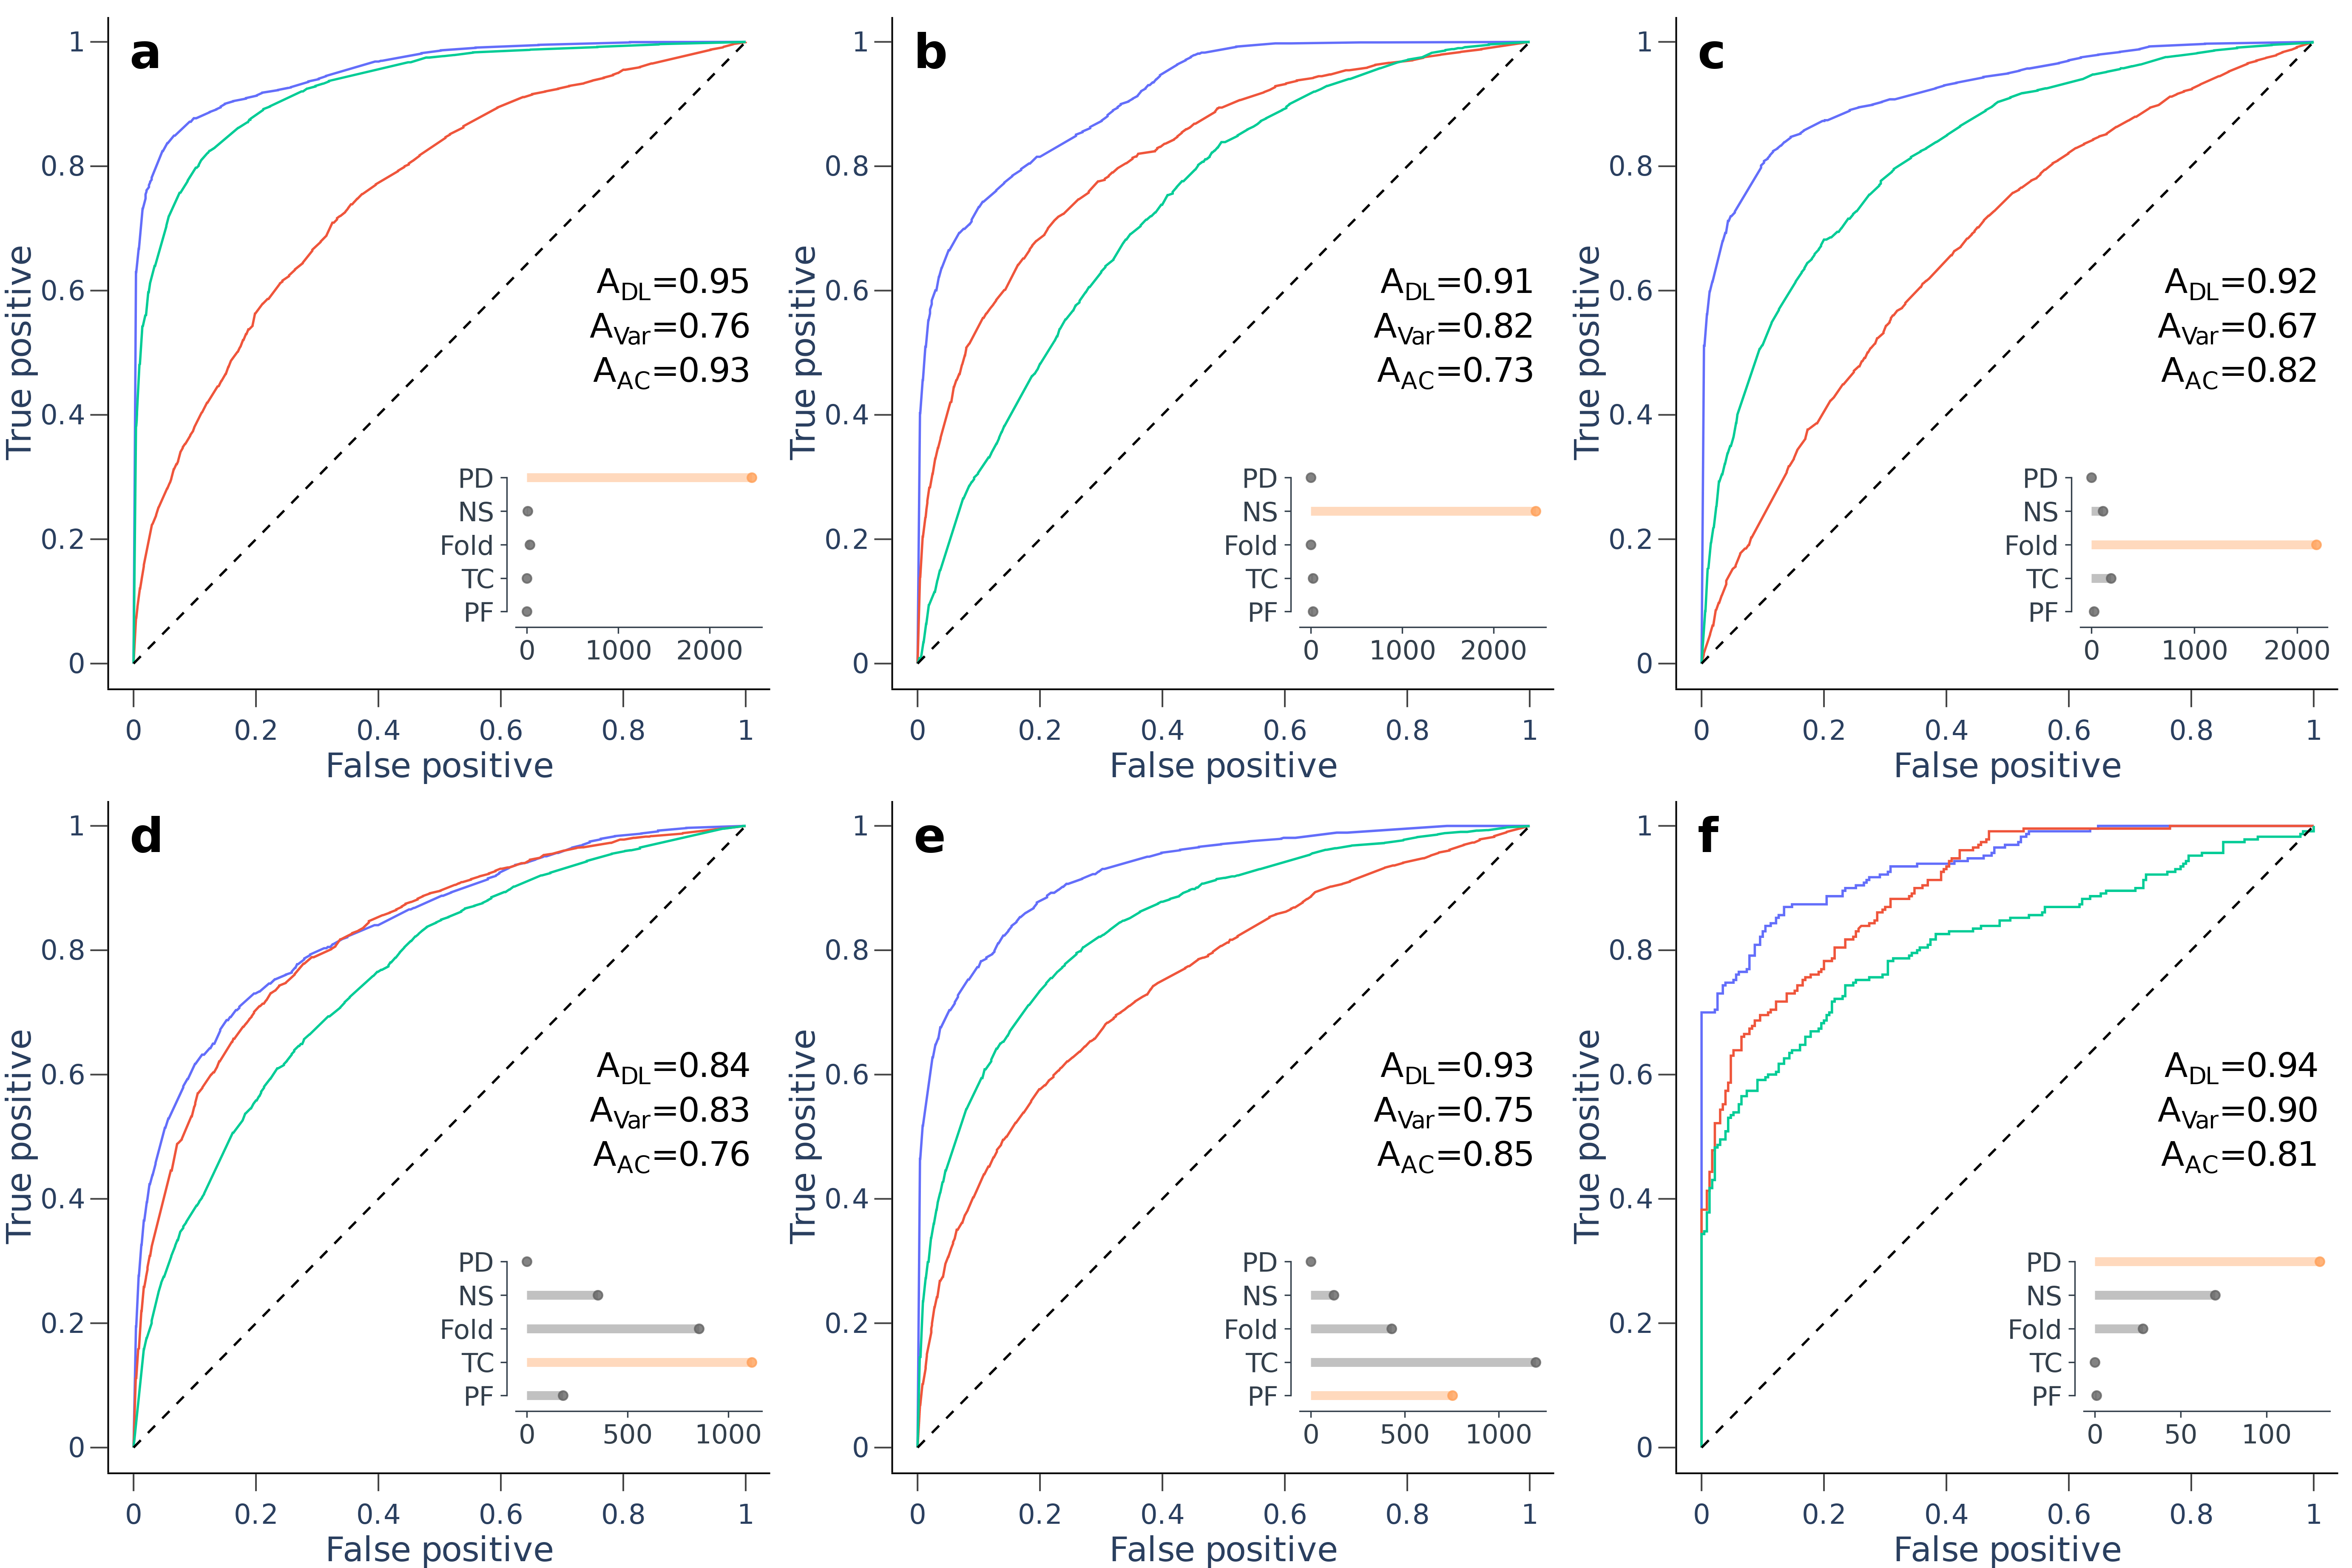 a
True positive
1
0.8
0.6
0.4
0.2
0
A_DL=0.95
A_Var=0.76
A_AC=0.93
PD
NS
Fold
TC
PF
0 1000 2000
0 0.2 0.4 0.6 0.8 1
False positive
b
True positive
1
0.8
0.6
0.4
0.2
0
A_DL=0.91
A_Var=0.82
A_AC=0.73
PD
NS
Fold
TC
PF
0 1000 2000
0 0.2 0.4 0.6 0.8 1
False positive
c
True positive
1
0.8
0.6
0.4
0.2
0
A_DL=0.92
A_Var=0.67
A_AC=0.82
PD
NS
Fold
TC
PF
0 1000 2000
0 0.2 0.4 0.6 0.8 1
False positive
d
True positive
1
0.8
0.6
0.4
0.2
0
A_DL=0.84
A_Var=0.83
A_AC=0.76
PD
NS
Fold
TC
PF
0 500 1000
0 0.2 0.4 0.6 0.8 1
False positive
e
True positive
1
0.8
0.6
0.4
0.2
0
A_DL=0.93
A_Var=0.75
A_AC=0.85
PD
NS
Fold
TC
PF
0 500 1000
0 0.2 0.4 0.6 0.8 1
False positive
f
True positive
1
0.8
0.6
0.4
0.2
0
A_DL=0.94
A_Var=0.90
A_AC=0.81
PD
NS
Fold
TC
PF
0 50 100
0 0.2 0.4 0.6 0.8 1
False positive